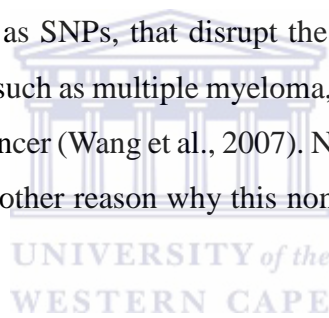 as SNPs, that disrupt the
such as multiple myeloma,
ncer (Wang et al., 2007). N
other reason why this non
UNIVERSITY of the
WESTERN CAPE